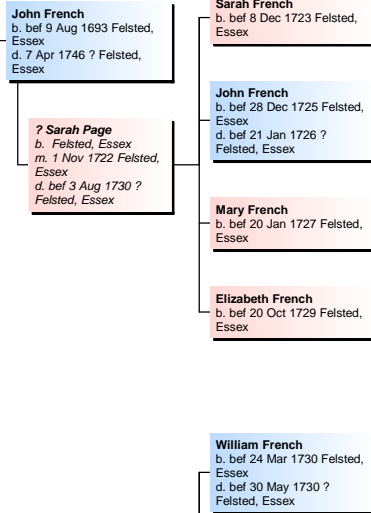 John French
b. bef 9 Aug 1693 Felsted,
Essex
d. 7 Apr 1746 ? Felsted,
Essex
? Sarah Page
b.  Felsted, Essex
m. 1 Nov 1722 Felsted,
Essex
d. bef 3 Aug 1730 ?
Felsted, Essex
Sarah French
b. bef 8 Dec 1723 Felsted,
Essex
John French
b. bef 28 Dec 1725 Felsted,
Essex
d. bef 21 Jan 1726 ?
Felsted, Essex
Mary French
b. bef 20 Jan 1727 Felsted,
Essex
Elizabeth French
b. bef 20 Oct 1729 Felsted,
Essex
William French
b. bef 24 Mar 1730 Felsted,
Essex
d. bef 30 May 1730 ?
Felsted, Essex